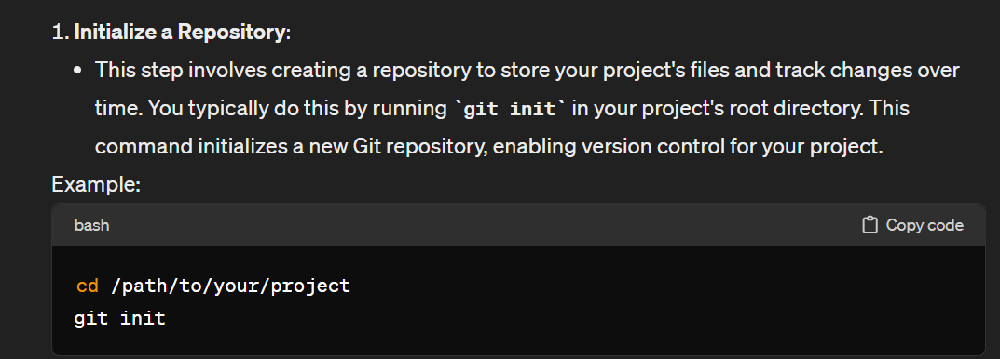 1. Initialize a Repository:
• This step involves creating a repository to store your project's files and track changes over
time. You typically do this by running `git init` in your project's root directory. This
command initializes a new Git repository, enabling version control for your project.
Example:
bash Copy code
cd /path/to/your/project
git init